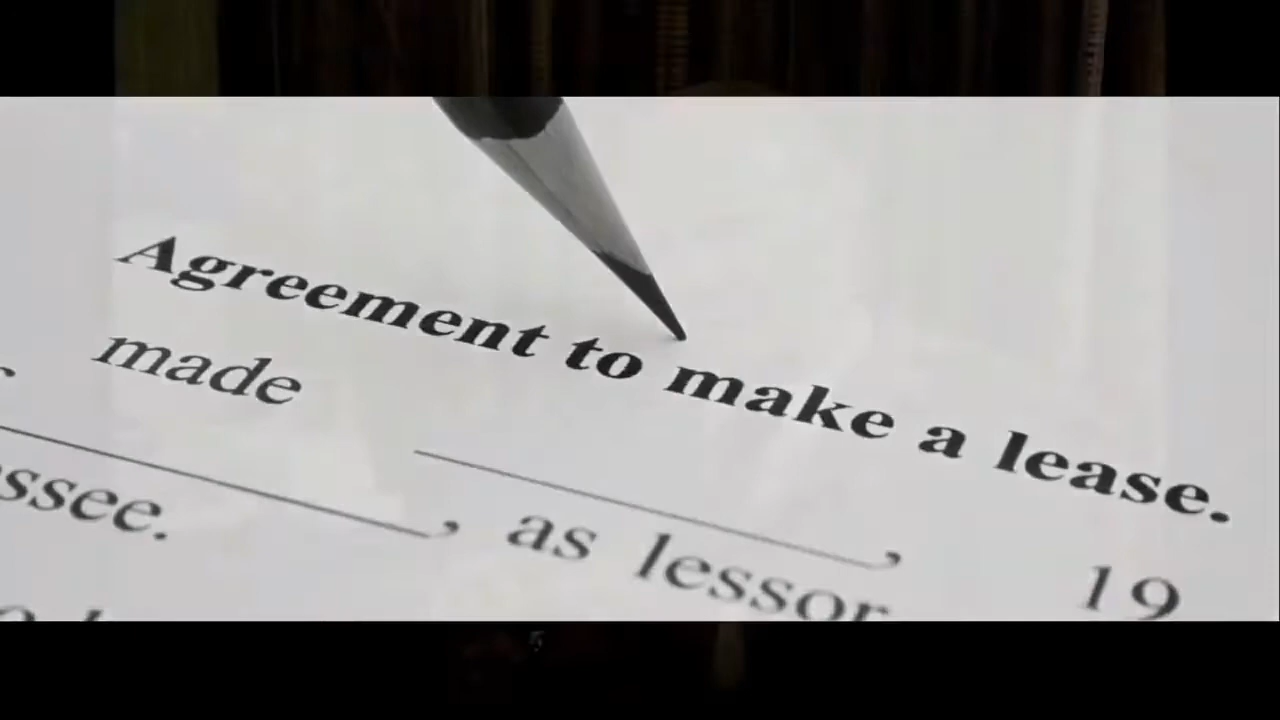 Agreement to make a lease.
made
, 19
, as lessor
ssee.